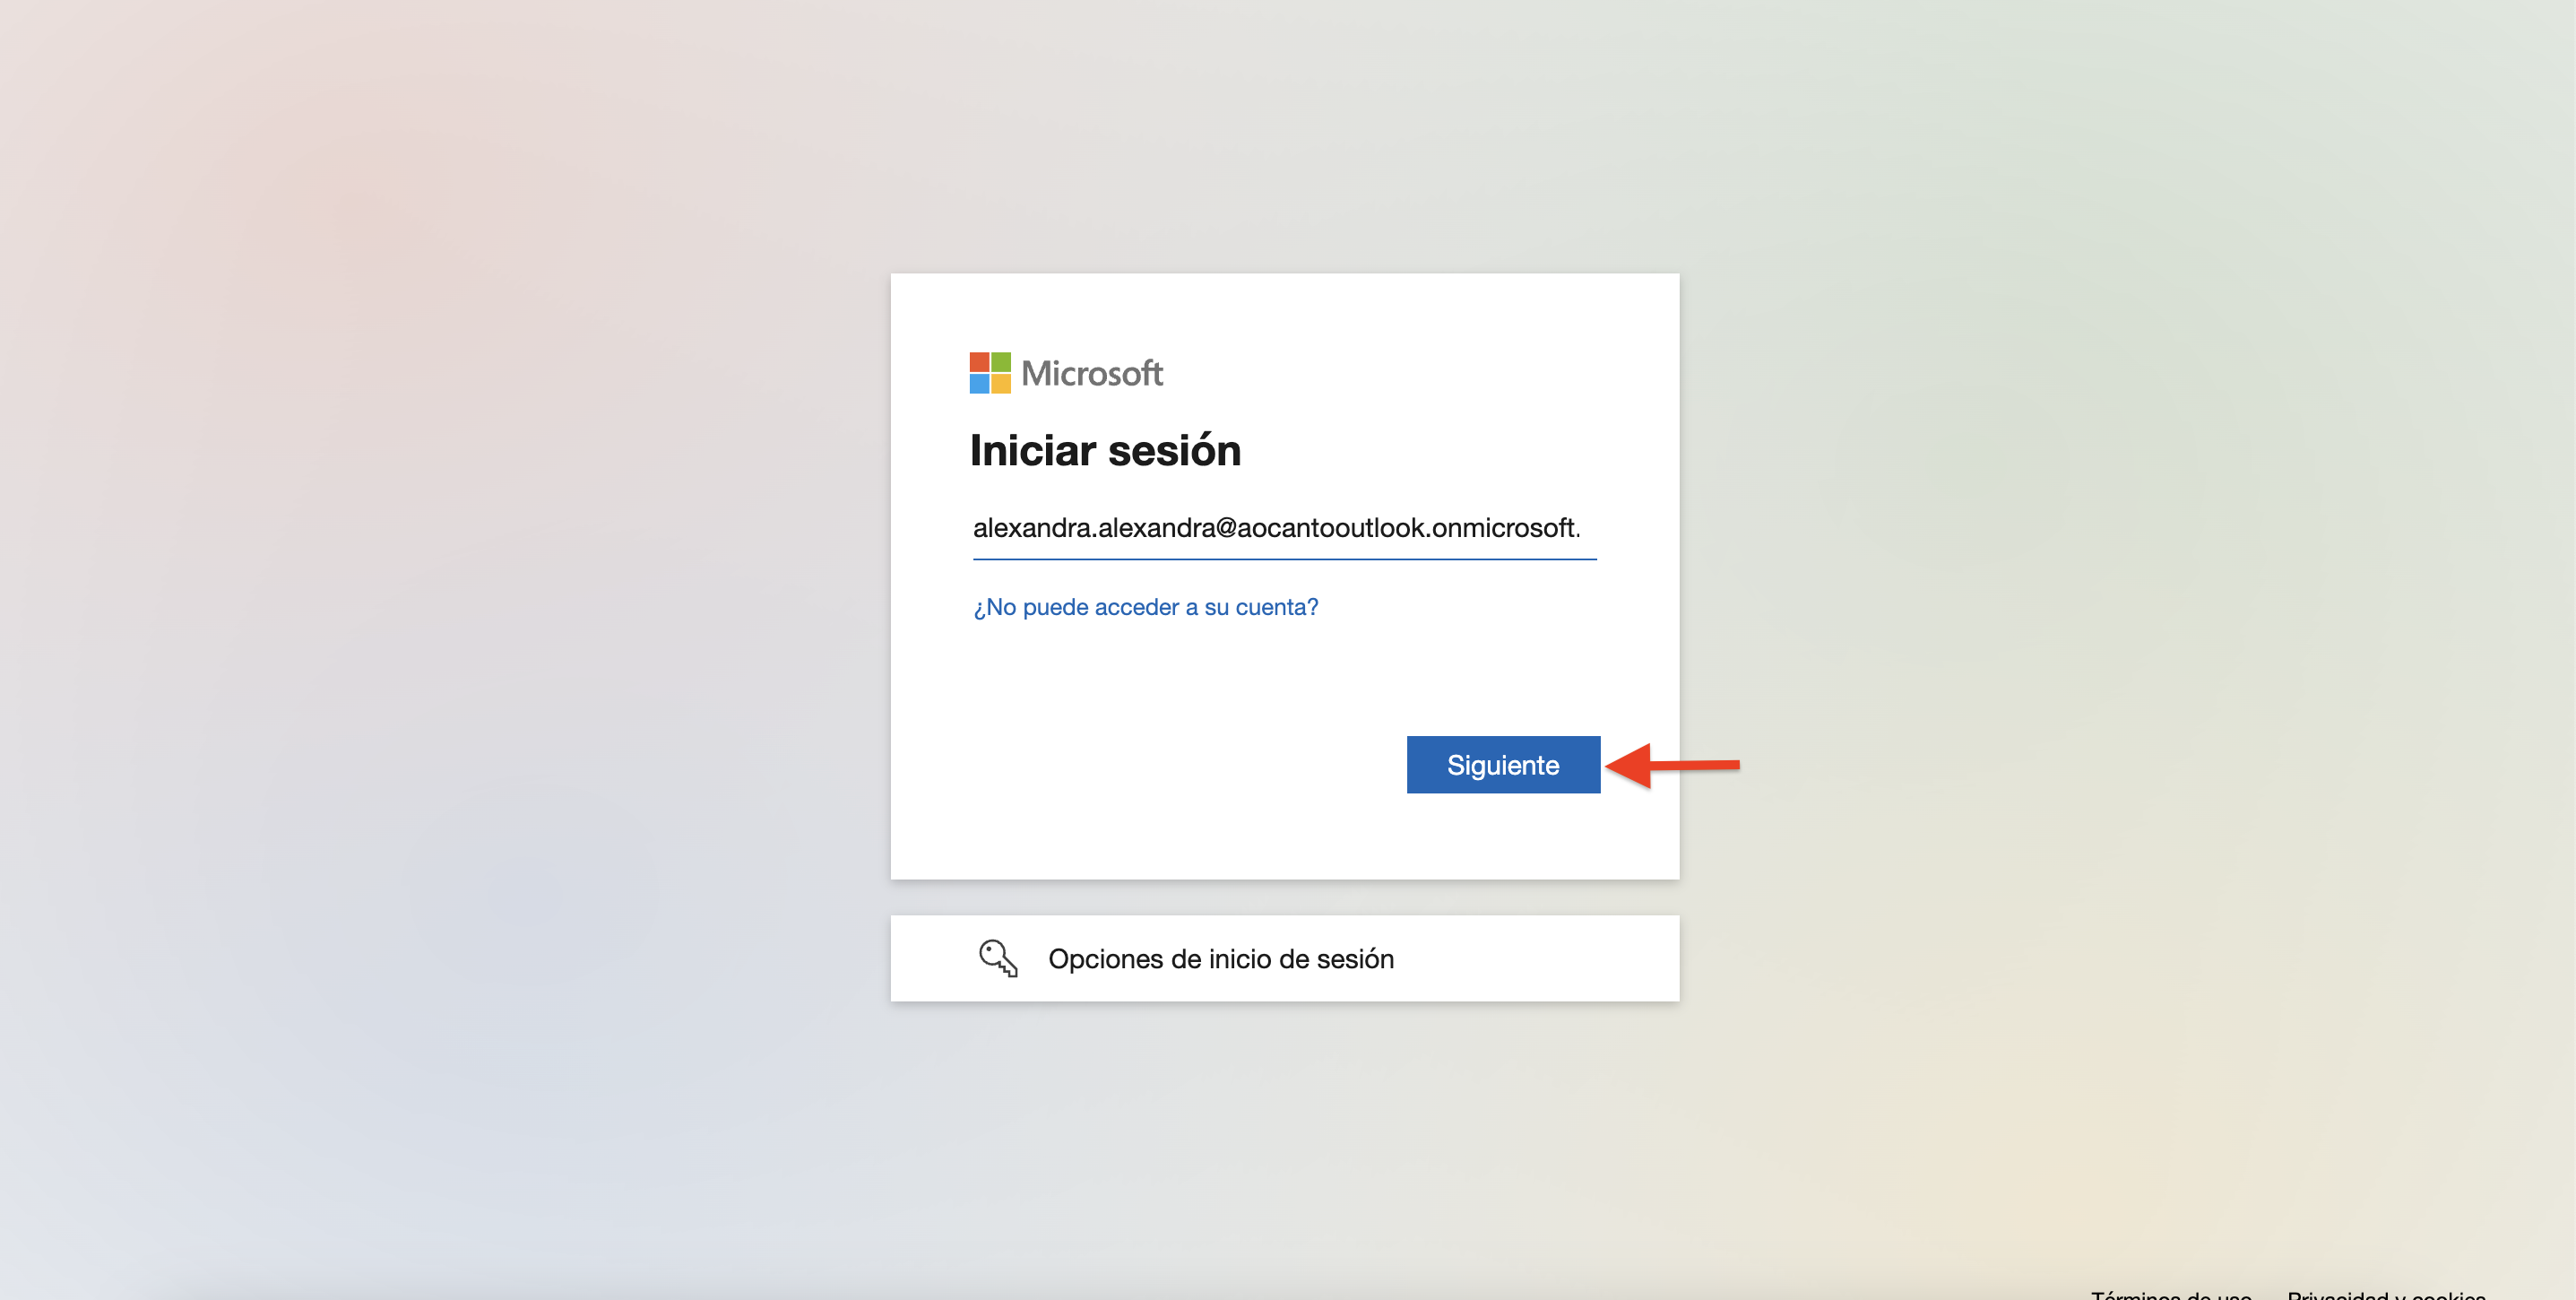 Microsoft
Iniciar sesión
alexandra.alexandra@aocantooutlook.onmicrosoft.
¿No puede acceder a su cuenta?
Siguiente
Opciones de inicio de sesión
Términos de uso Privacidad y cookies